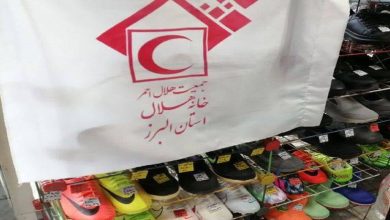 جمعیت هلال احمر
خانه هلال
استان البرز